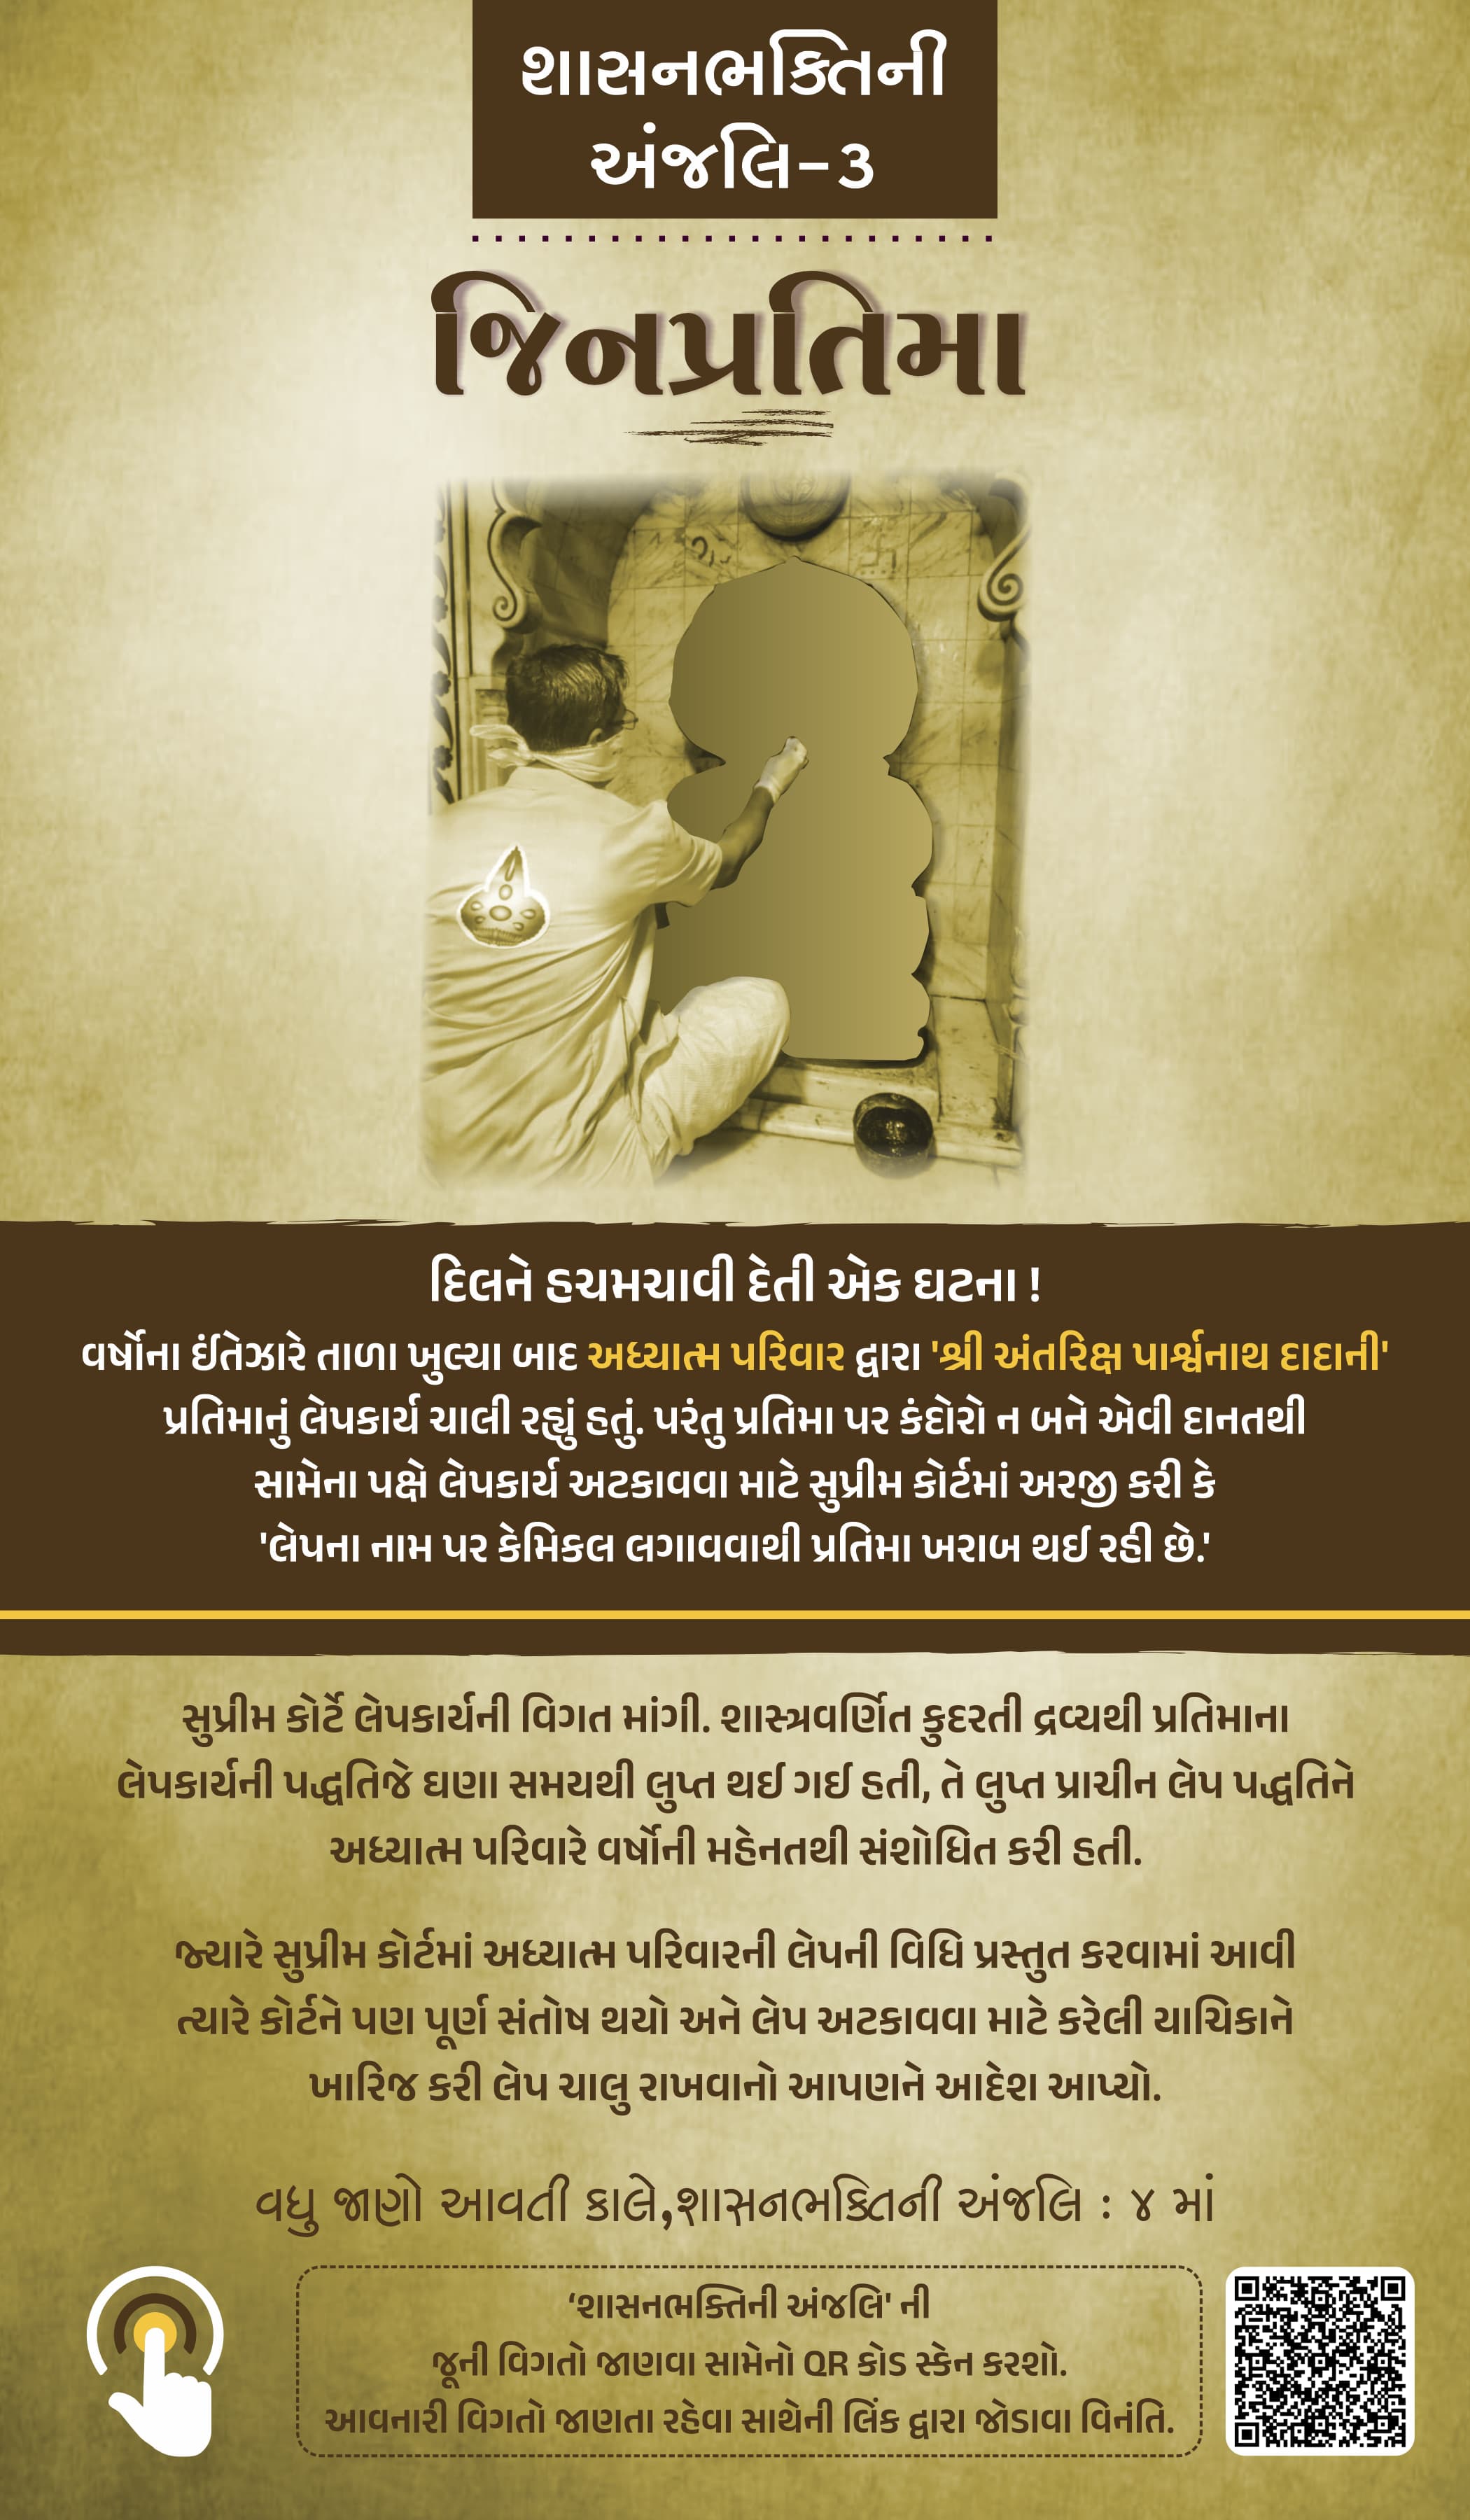 શાસનભક્તિની
અંજલિ-૩
જિનપ્રતિમા
દિલને હચમચાવી દેતી એક ઘટના !
વર્ષોના ઈંતેઝારે તાળા ખુલ્યા બાદ અધ્યાત્મ પરિવાર દ્વારા 'શ્રી અંતરિક્ષ પાર્શ્વનાથ દાદાની'
પ્રતિમાનું લેપકાર્ય ચાલી રહ્યું હતું. પરંતુ પ્રતિમા પર કંદોરો ન બને એવી દાનતથી
સામેના પક્ષે લેપકાર્ય અટકાવવા માટે સુપ્રીમ કોર્ટમાં અરજી કરી કે
'લેપના નામ પર કેમિકલ લગાવવાથી પ્રતિમા ખરાબ થઈ રહી છે.'
સુપ્રીમ કોર્ટે લેપકાર્યની વિગત માંગી. શાસ્ત્રવર્ણિત કુદરતી દ્રવ્યથી પ્રતિમાના
લેપકાર્યની પદ્ધતિજે ઘણા સમયથી લુપ્ત થઈ ગઈ હતી, તે લુપ્ત પ્રાચીન લેપ પદ્ધતિને
અધ્યાત્મ પરિવારે વર્ષોની મહેનતથી સંશોધિત કરી હતી.
જ્યારે સુપ્રીમ કોર્ટમાં અધ્યાત્મ પરિવારની લેપની વિધિ પ્રસ્તુત કરવામાં આવી
ત્યારે કોર્ટને પણ પૂર્ણ સંતોષ થયો અને લેપ અટકાવવા માટે કરેલી યાચિકાને
ખારિજ કરી લેપ ચાલુ રાખવાનો આપણને આદેશ આપ્યો.
વધુ જાણો આવતી કાલે,શાસનભક્તિની અંજલિ : ૪ માં
‘શાસનભક્તિની અંજલિ' ની
જૂની વિગતો જાણવા સામેનો QR કોડ સ્કેન કરશો.
આવનારી વિગતો જાણતા રહેવા સાથેની લિંક દ્વારા જોડાવા વિનંતિ.